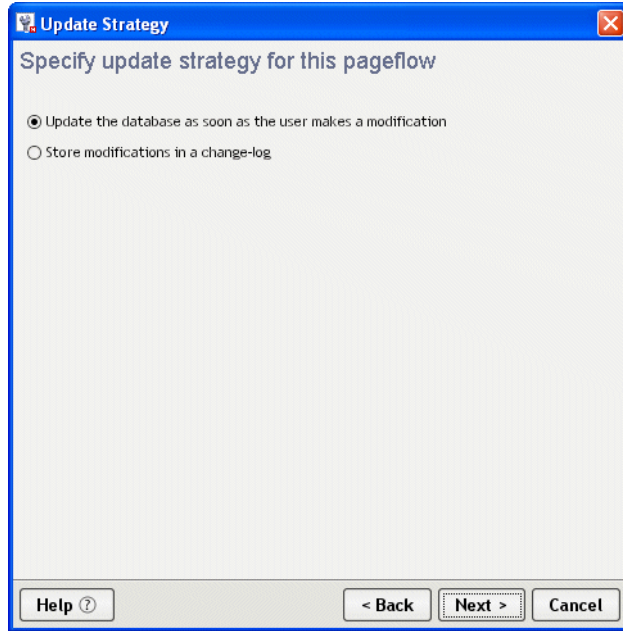 Update Strategy
Specify update strategy for this pageflow
Update the database as soon as the user makes a modification
Store modifications in a change-log
Help ?
< Back
Next >
Cancel